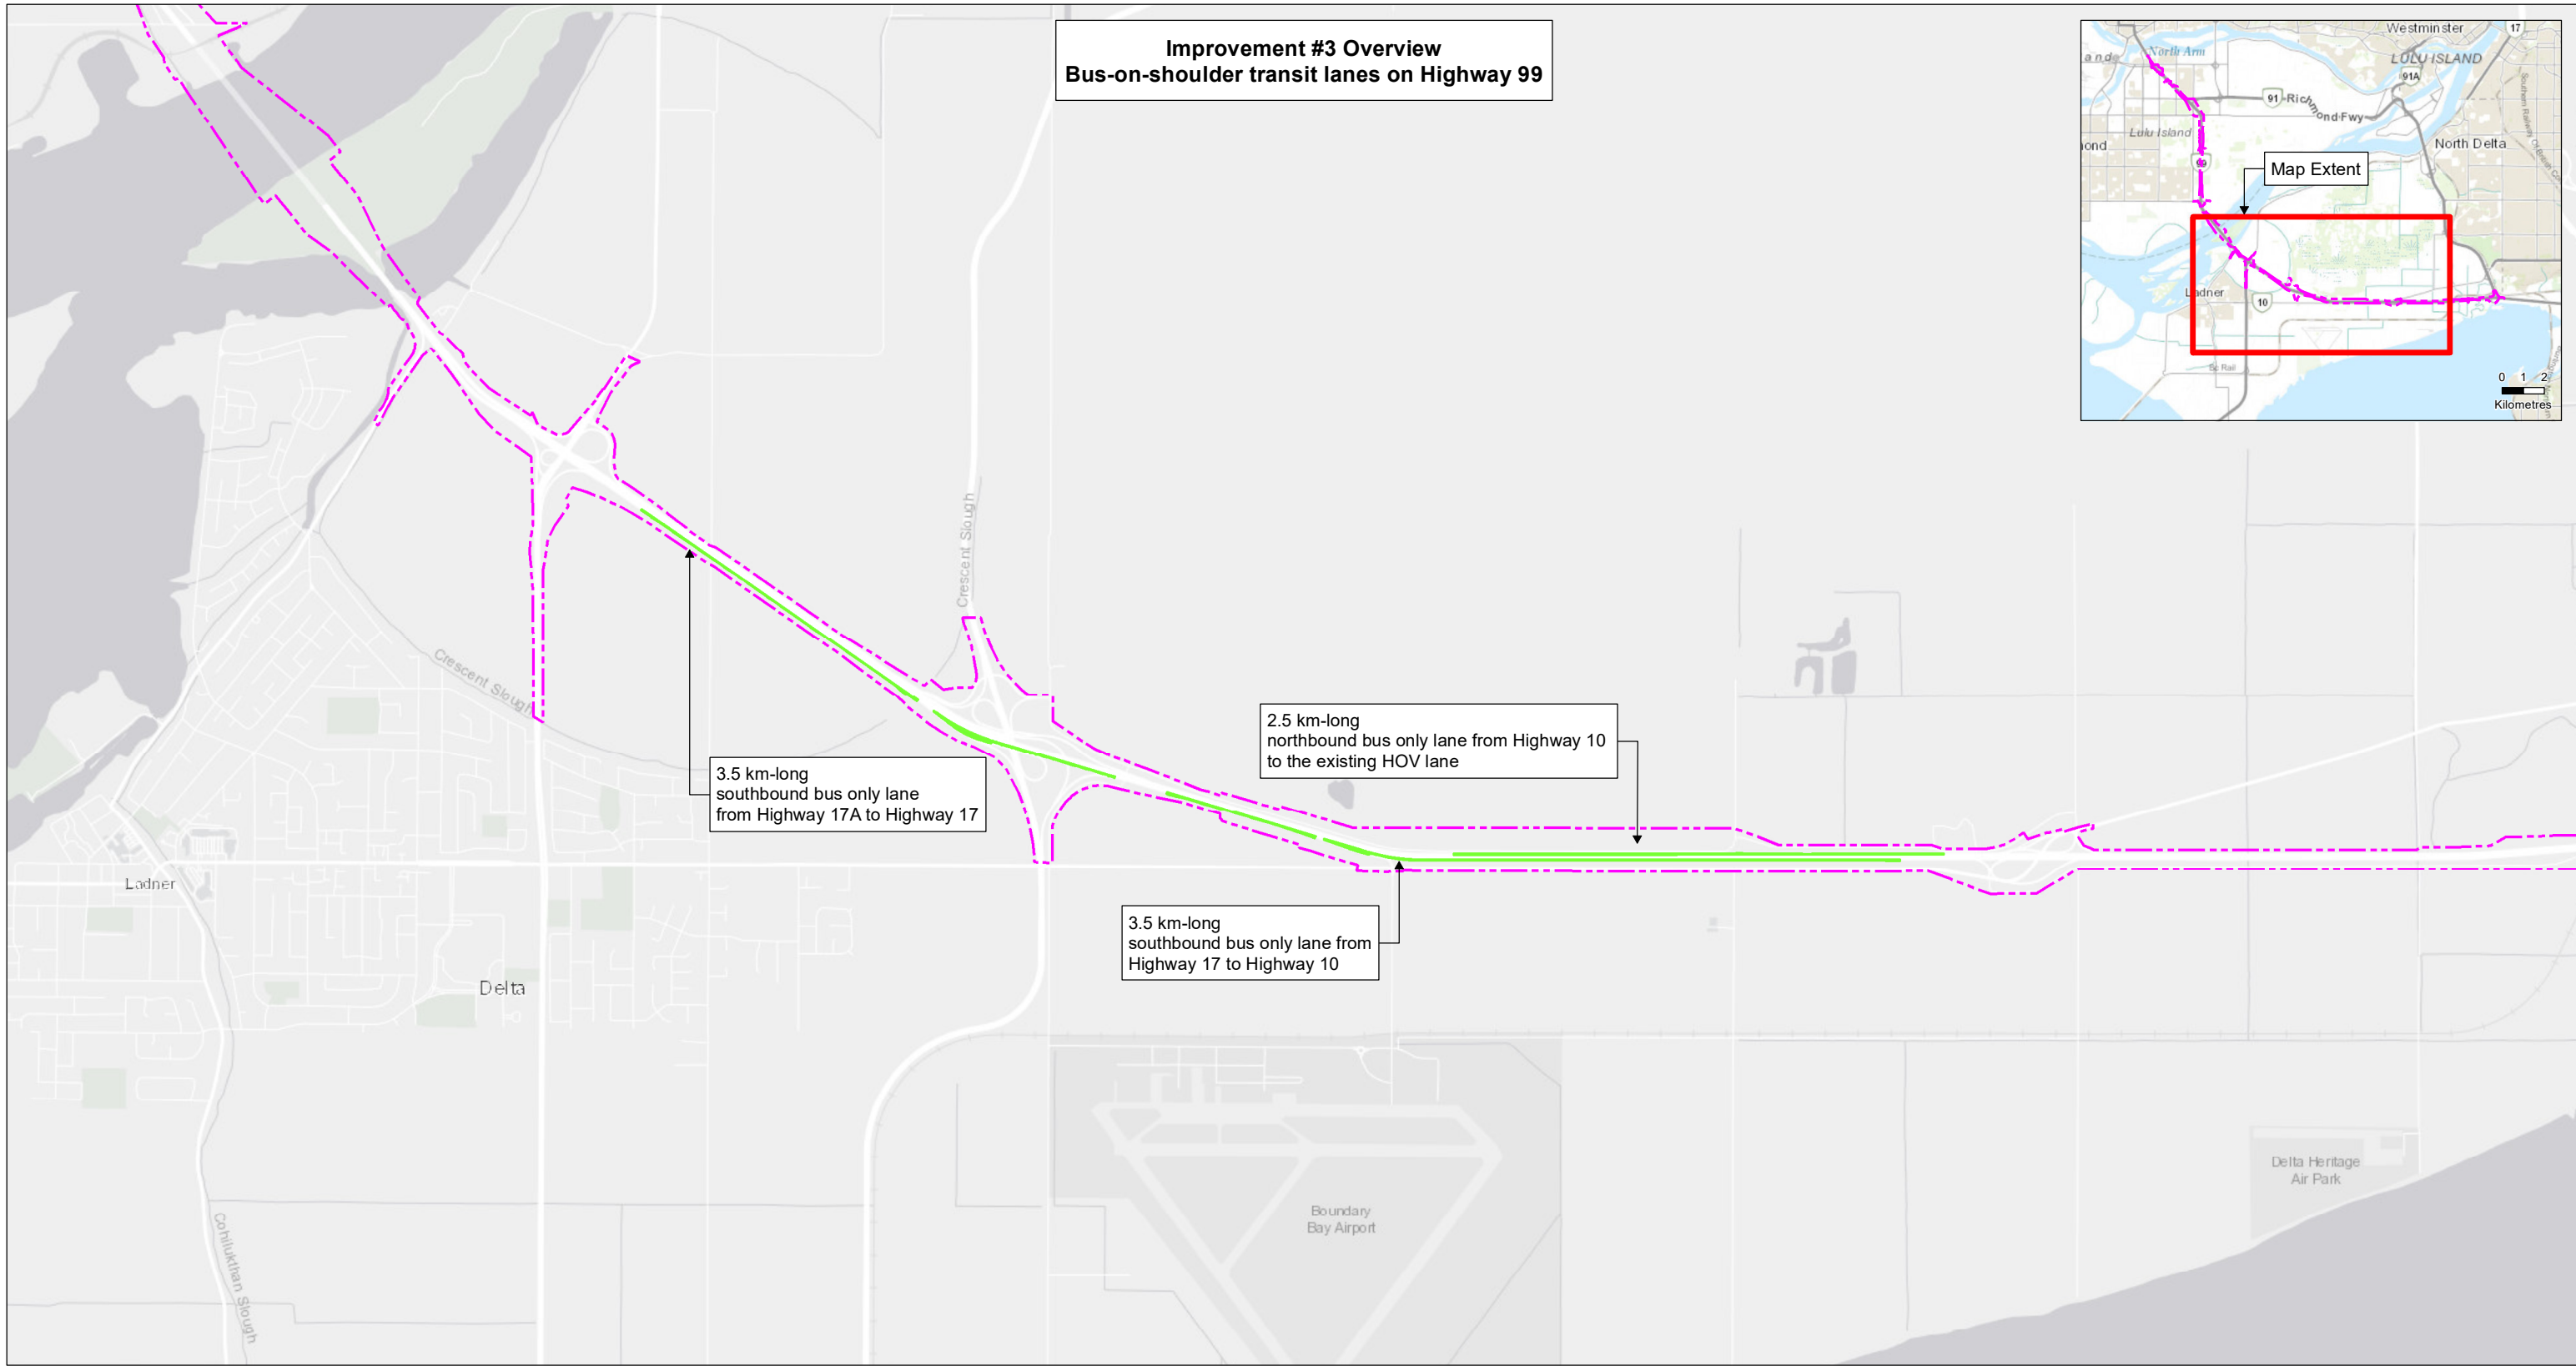 Improvement #3 Overview
Bus-on-shoulder transit lanes on Highway 99
Westminster
17
North Arm
LULU ISLAND
91A
91
Richmond Fwy
Lulu Island
North Delta
Map Extent
Ladner
10
0 1 2
Kilometres
Crescent Slough
Crescent Slough
3.5 km-long
southbound bus only lane
from Highway 17A to Highway 17
2.5 km-long
northbound bus only lane from Highway 10
to the existing HOV lane
3.5 km-long
southbound bus only lane from
Highway 17 to Highway 10
Ladner
Delta
Boundary
Bay Airport
Delta Heritage
Air Park
Cohilukthan Slough